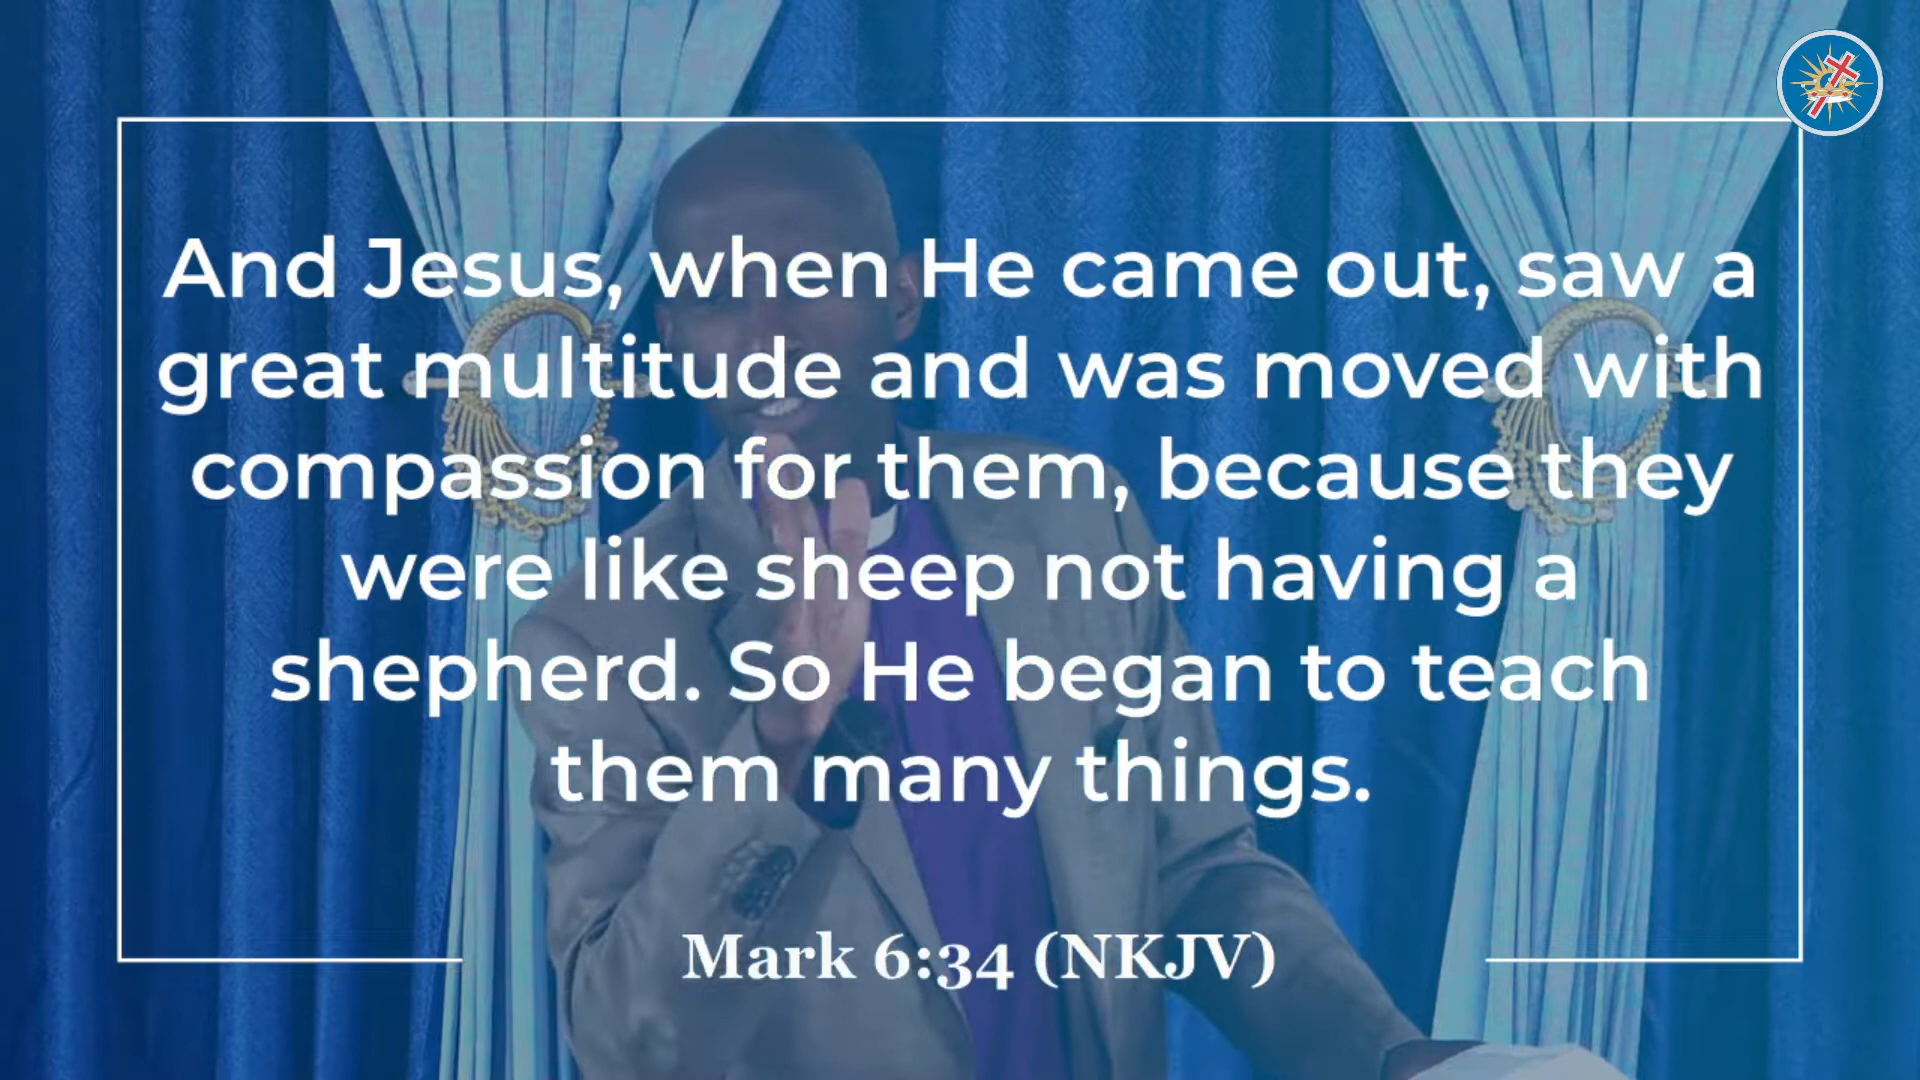 And Jesus, when He came out, saw a
great multitude and was moved with
compassion for them, because they
were like sheep not having a
shepherd. So He began to teach
them many things.
Mark 6:34 (NKJV)